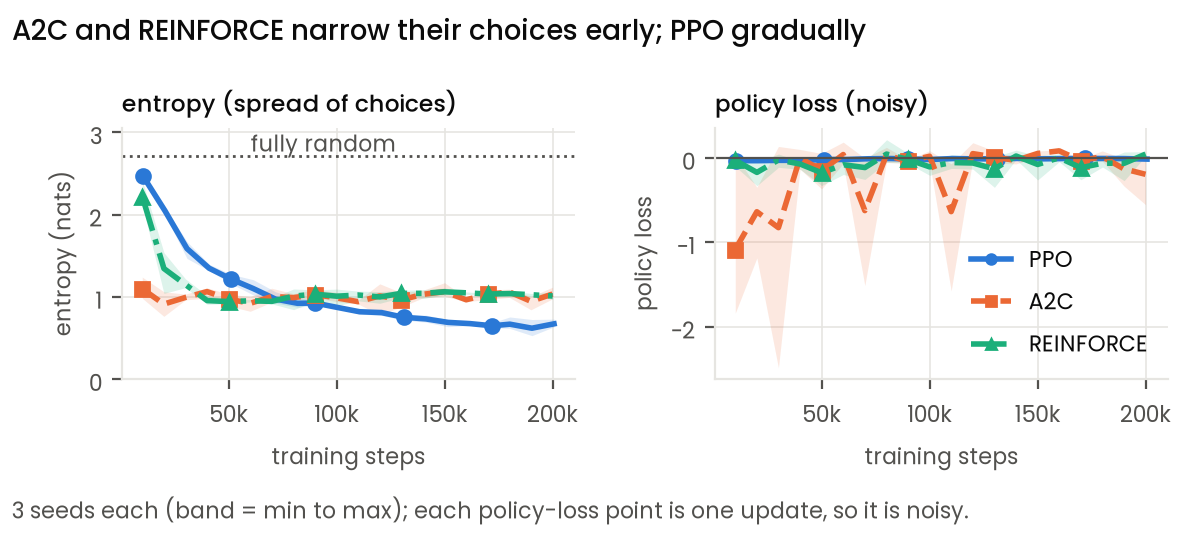 A2C and REINFORCE narrow their choices early; PPO gradually
entropy (spread of choices)
fully random
entropy (nats)
3
2
1
0
50k
100k
150k
200k
training steps
policy loss (noisy)
policy loss
0
−1
−2
PPO
A2C
REINFORCE
50k
100k
150k
200k
training steps
3 seeds each (band = min to max); each policy-loss point is one update, so it is noisy.